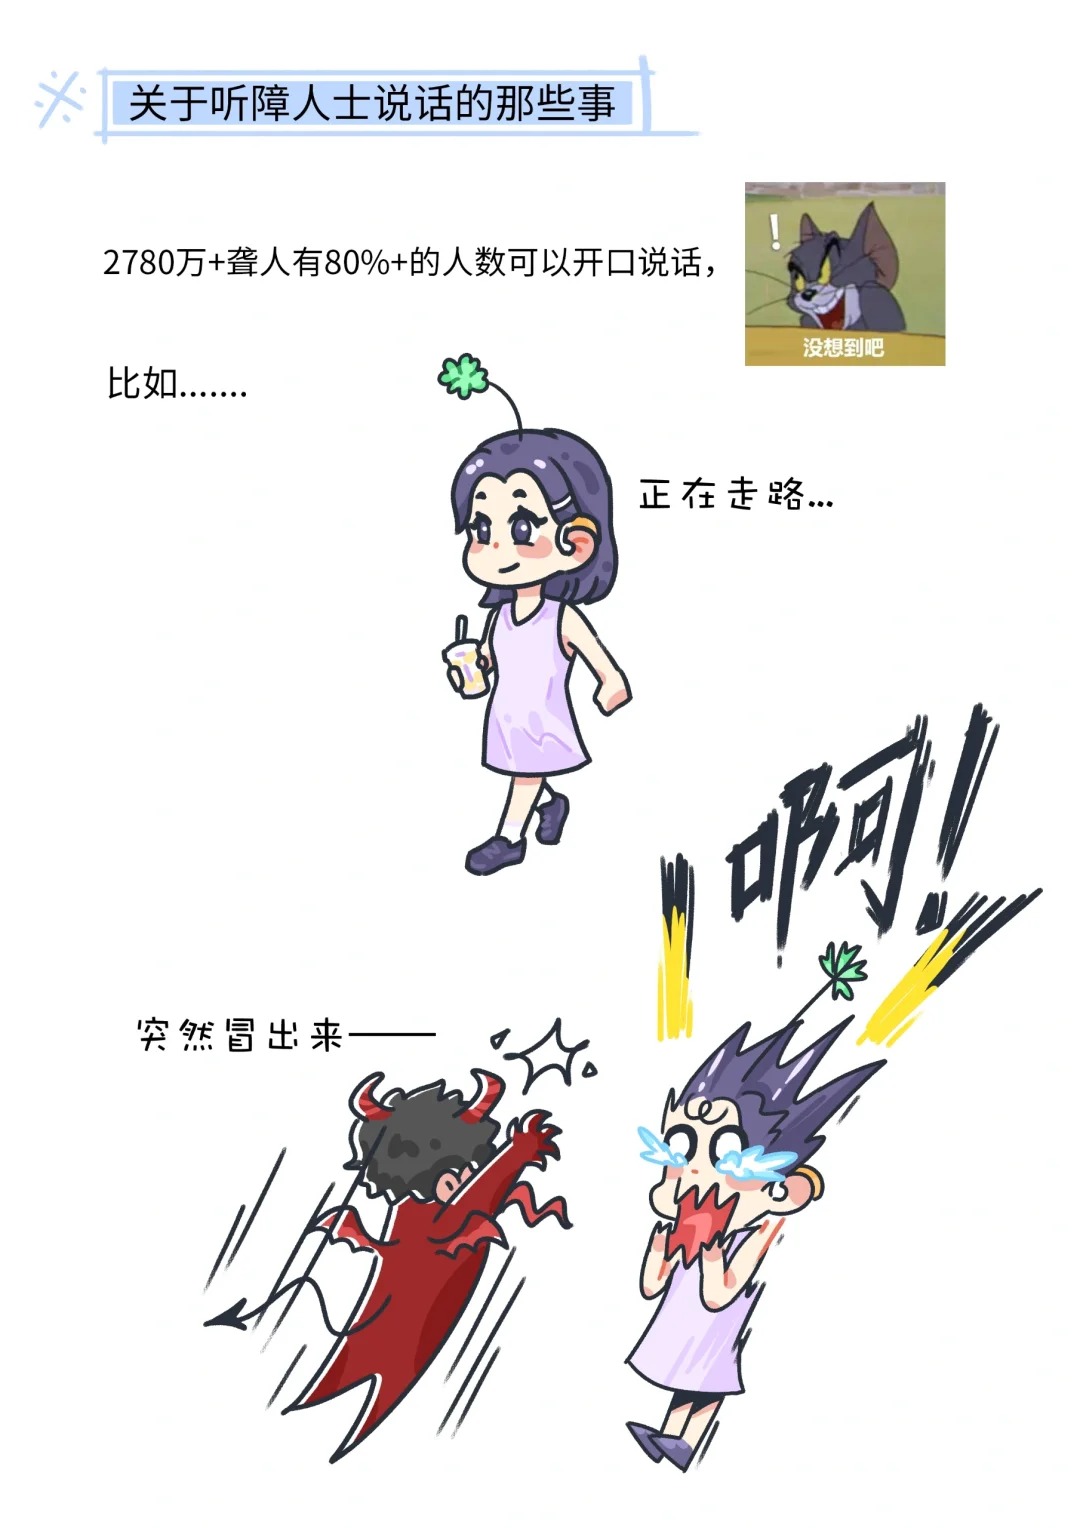 关于听障人士说话的那些事
2780万+聋人有80%+的人数可以开口说话，
!
没想到吧
比如.......
正在走路...
啊！
突然冒出来——